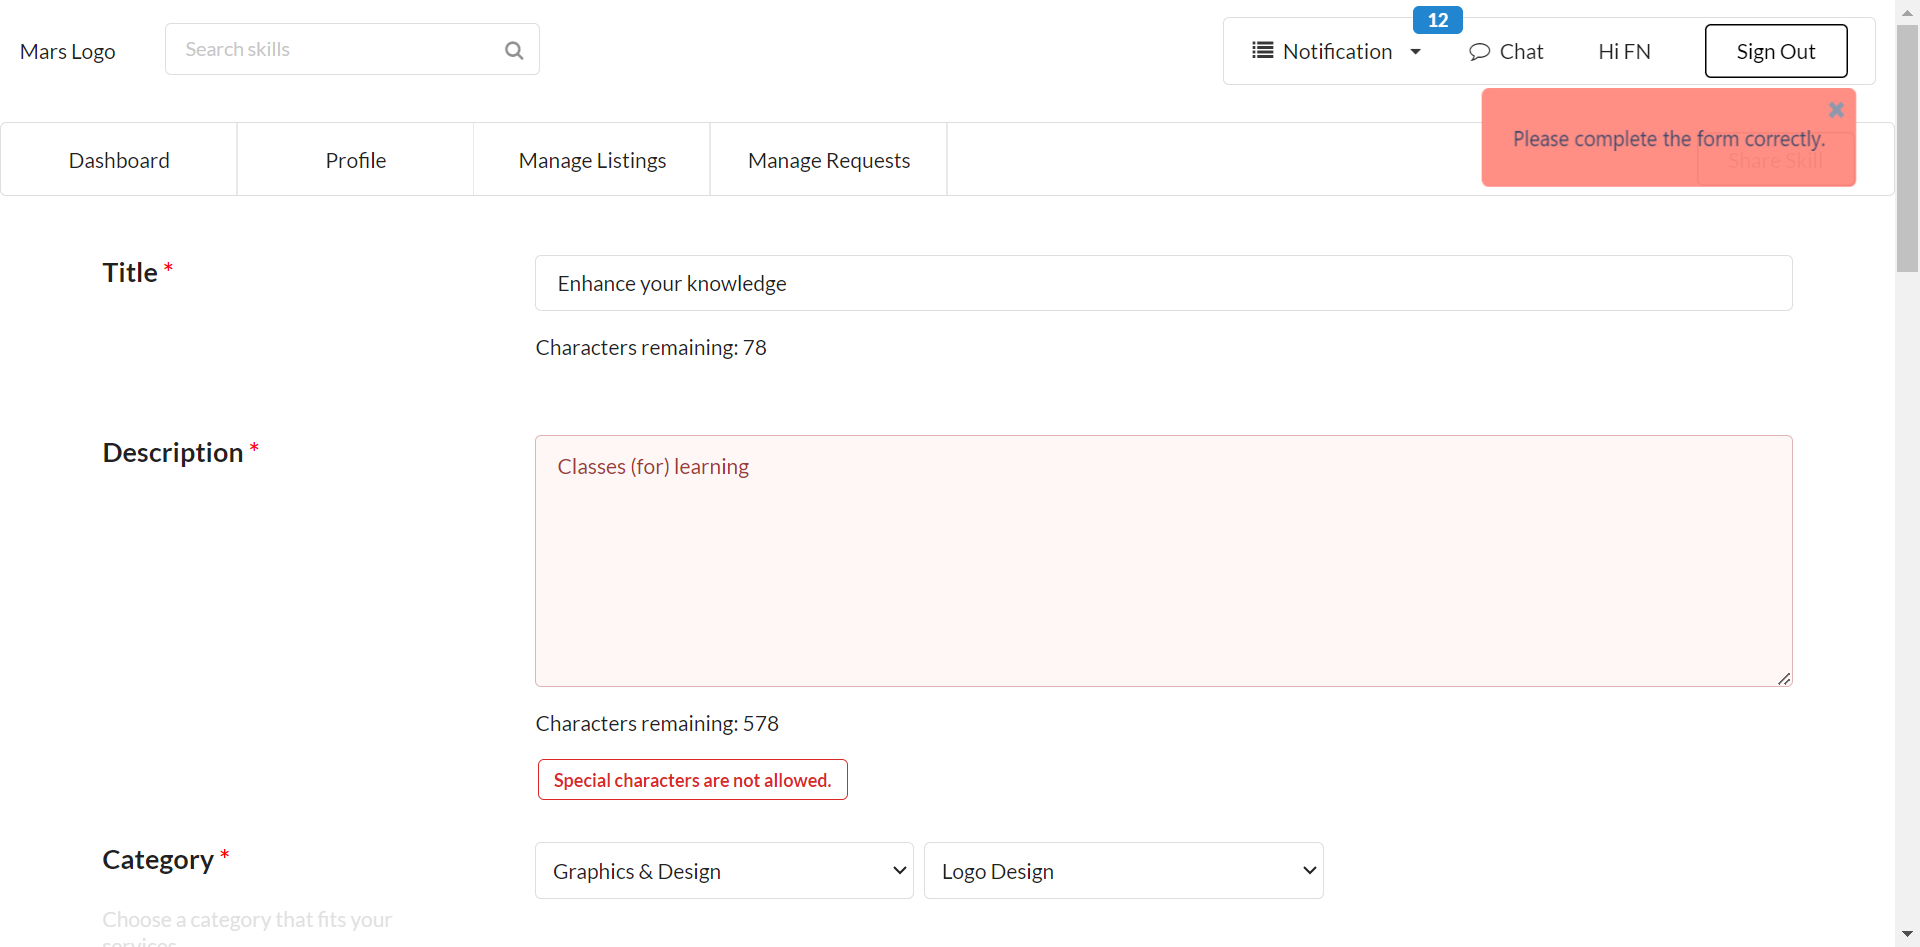 Mars Logo
Search skills
12
Notification
Chat
Hi FN
Sign Out
Please complete the form correctly.
Dashboard
Profile
Manage Listings
Manage Requests
Share Skill
Title *
Enhance your knowledge
Characters remaining: 78
Description *
Classes (for) learning
Characters remaining: 578
Special characters are not allowed.
Category *
Graphics & Design
Logo Design
Choose a category that fits your
services